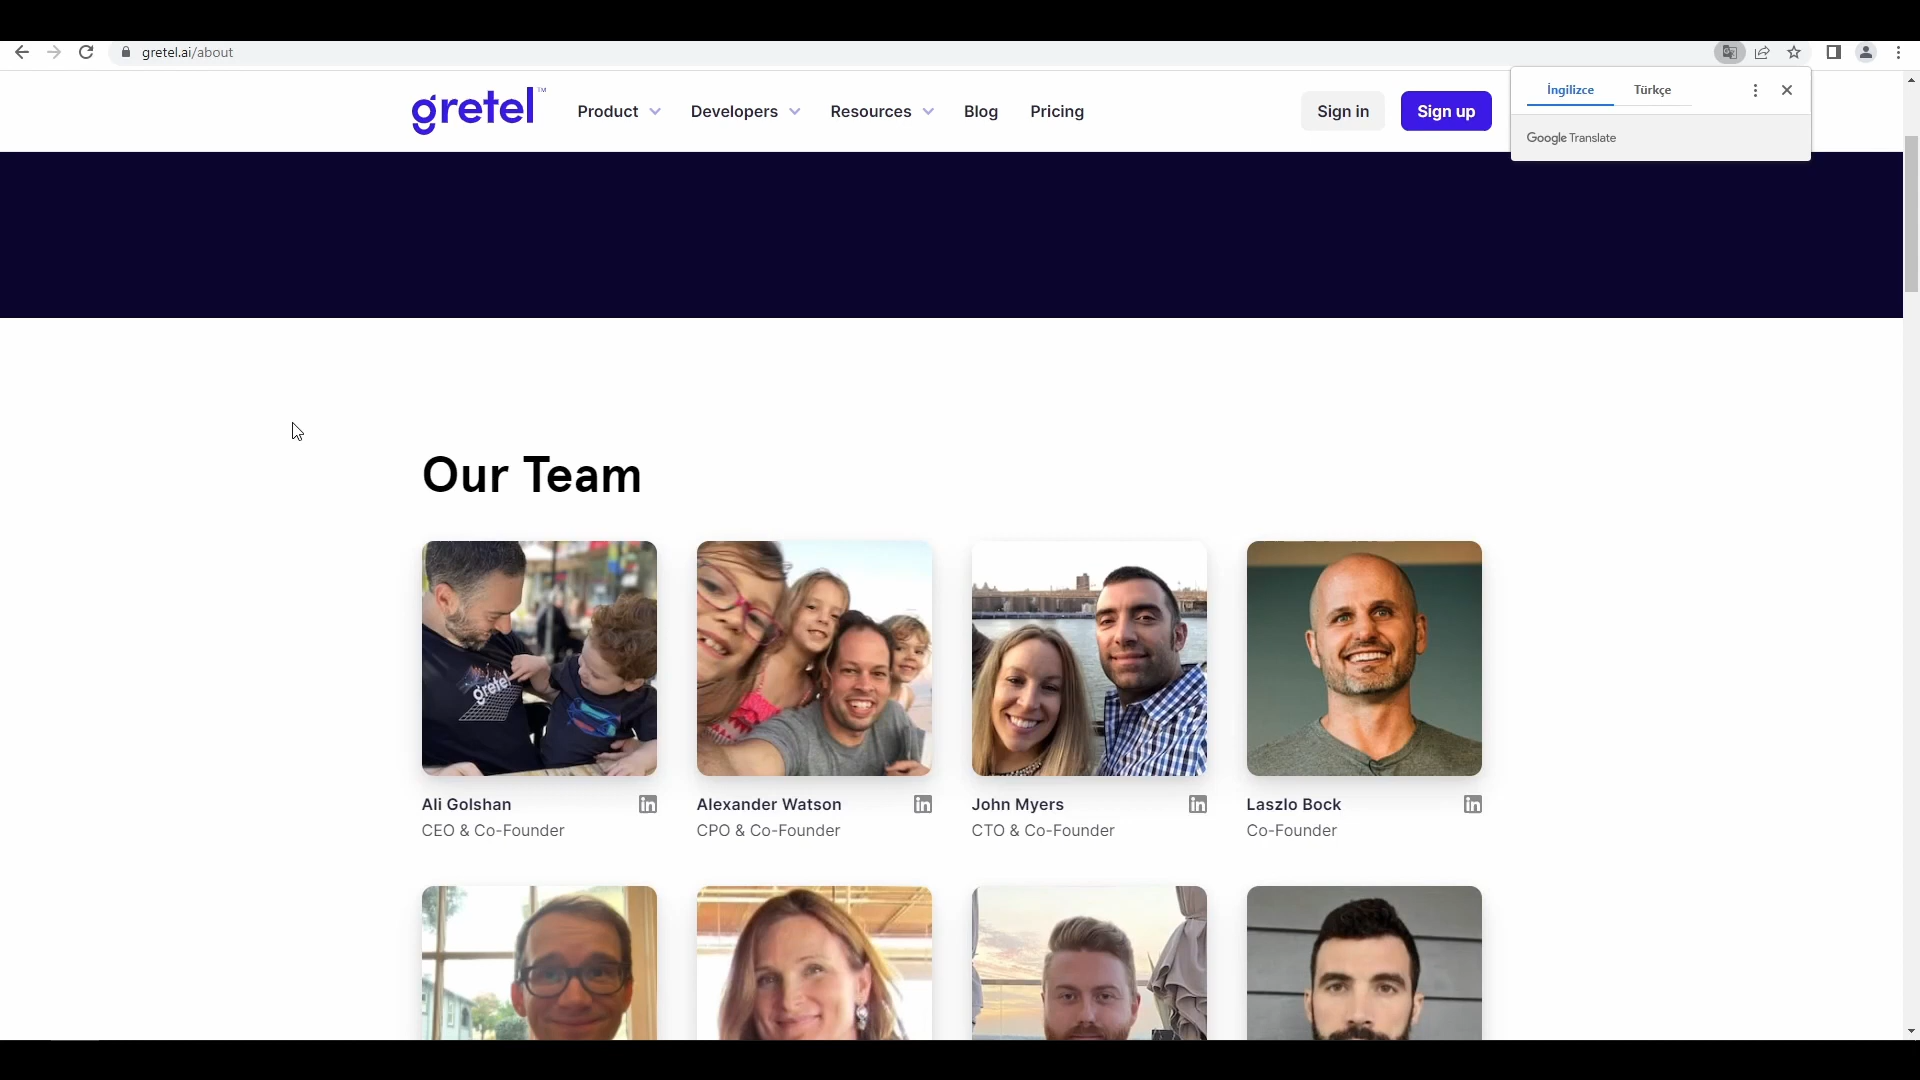 gretel.ai/about
İngilizce Türkçe
Google Translate
gretel™ Product Developers Resources Blog Pricing Sign in Sign up
Our Team
gretel
Ali Golshan
CEO & Co-Founder
Alexander Watson
CPO & Co-Founder
John Myers
CTO & Co-Founder
Laszlo Bock
Co-Founder